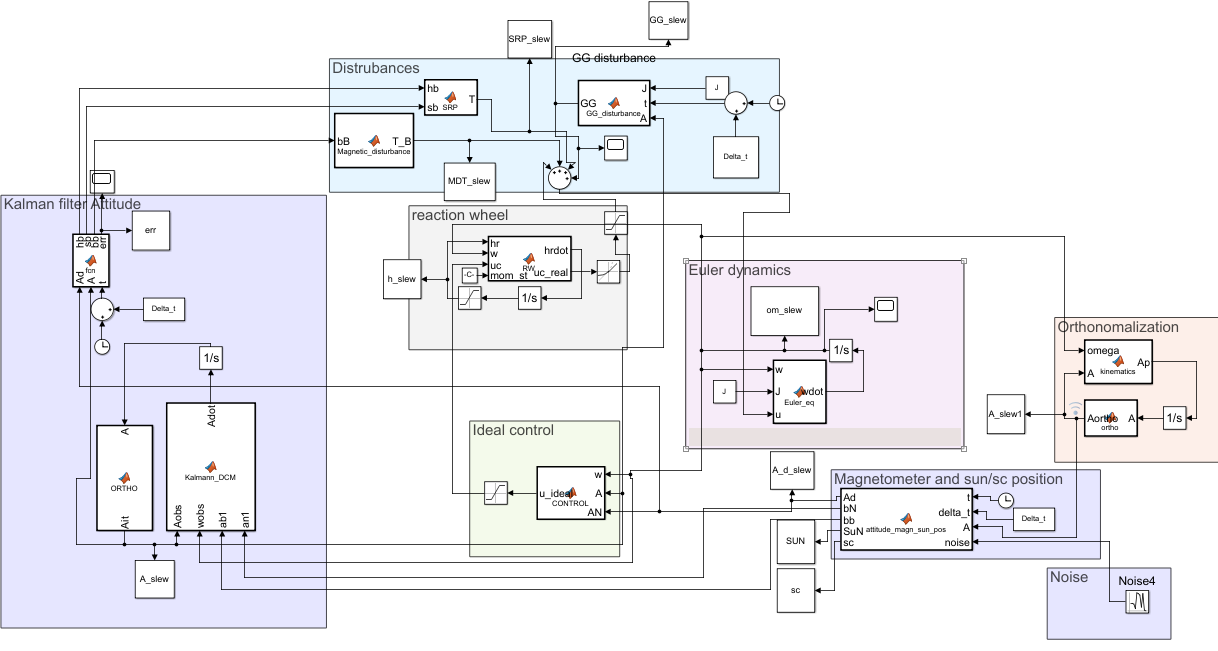 GG_slew
SRP_slew
GG disturbance
Distrubances
hb
sb
SRP
T
GG
J
t
A
GG_disturbance
J
Delta_t
bB
T_B
Magnetic_disturbance
MDT_slew
Kalman filter Attitude
hb
sb
bb
err
fcn
Ad
A
t
err
Delta_t
1/s
A
ORTHO
Ait
Adot
Kalmann_DCM
Aobs
wobs
ab1
an1
A_slew
reaction wheel
h_slew
hr
w
uc
mom_st
hrdot
RW
uc_real
-C-
1/s
Euler dynamics
om_slew
1/s
J
w
J
u
wdot
Euler_eq
Orthonomalization
omega
A
Ap
kinematics
A_slew1
Aortho
A
ortho
1/s
Ideal control
u_ideal
w
A
AN
CONTROL
A_d_slew
Magnetometer and sun/sc position
Ad
bN
bb
SuN
sc
attitude_magn_sun_pos
t
delta_t
A
noise
Delta_t
SUN
sc
Noise
Noise4